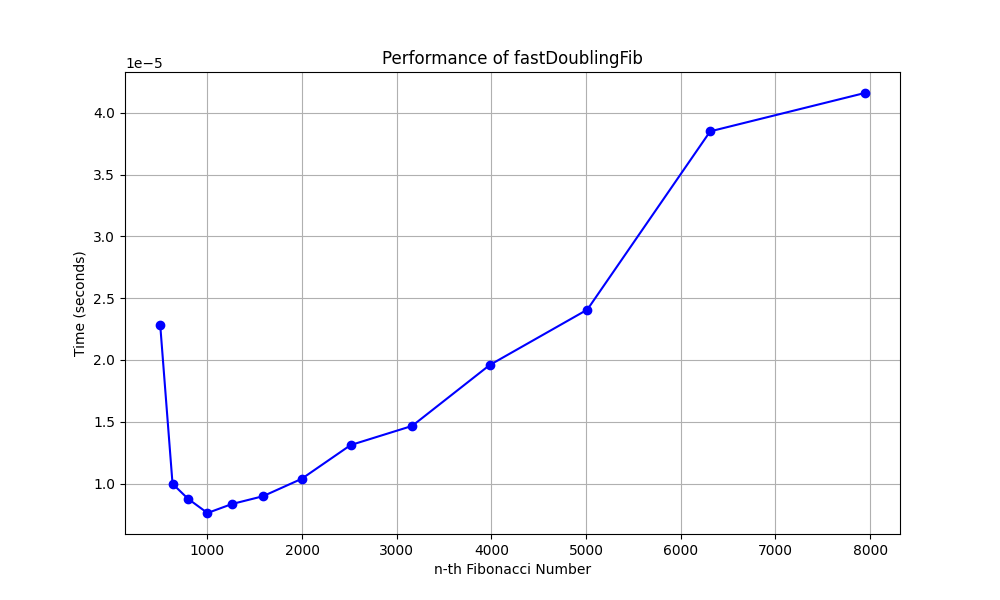 Performance of fastDoublingFib
1e−5
4.0
3.5
3.0
2.5
2.0
1.5
1.0
Time (seconds)
1000 2000 3000 4000 5000 6000 7000 8000
n-th Fibonacci Number